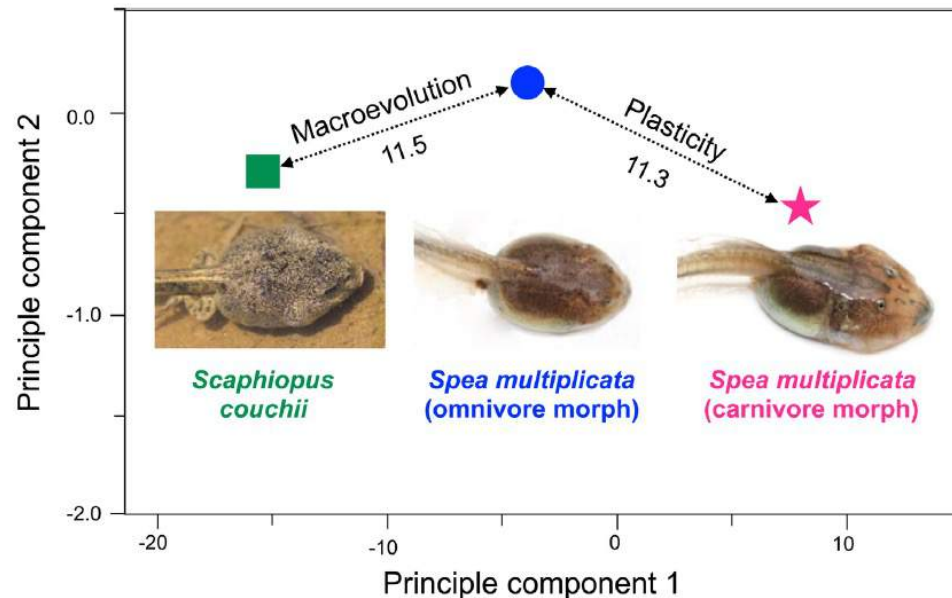 Principle component 2
0.0
-1.0
-2.0
Macroevolution
11.5
Plasticity
11.3
Scaphiopus
couchii
Spea multiplicata
(omnivore morph)
Spea multiplicata
(carnivore morph)
-20
-10
0
10
Principle component 1